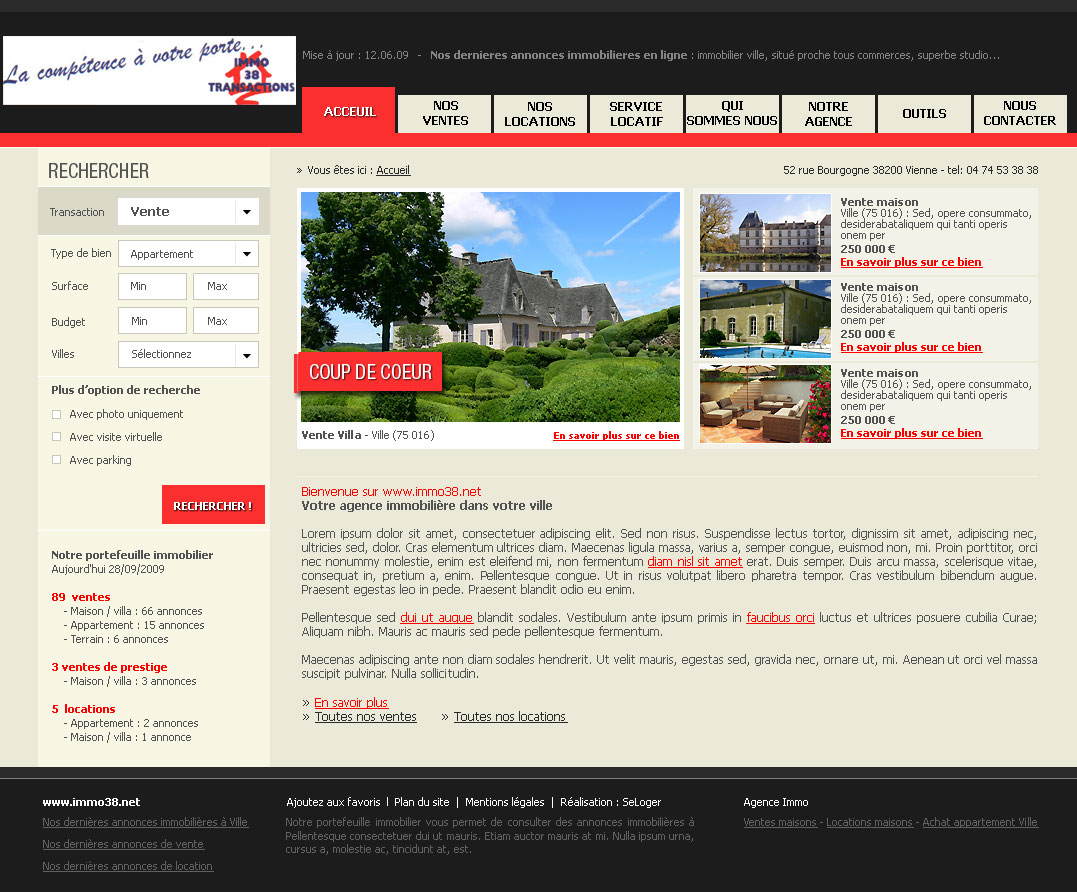 La compétence à votre porte...
IMMO
38
TRANSACTIONS
Mise à jour : 12.06.09 - Nos dernieres annonces immobilieres en ligne : immobilier ville, situé proche tous commerces, superbe studio...
ACCEUIL
NOS
VENTES
NOS
LOCATIONS
SERVICE
LOCATIF
QUI
SOMMES NOUS
NOTRE
AGENCE
OUTILS
NOUS
CONTACTER
RECHERCHER
Transaction Vente
Type de bien Appartement
Surface Min Max
Budget Min Max
Villes Sélectionnez
Plus d'option de recherche
Avec photo uniquement
Avec visite virtuelle
Avec parking
RECHERCHER !
Notre portefeuille immobilier
Aujourd'hui 28/09/2009
89 ventes
- Maison / villa : 66 annonces
- Appartement : 15 annonces
- Terrain : 6 annonces
3 ventes de prestige
- Maison / villa : 3 annonces
5 locations
- Appartement : 2 annonces
- Maison / villa : 1 annonce
» Vous êtes ici : Accueil
52 rue Bourgogne 38200 Vienne - tel: 04 74 53 38 38
COUP DE COEUR
Vente Villa - Ville (75 016)
En savoir plus sur ce bien
Vente maison
Ville (75 016) : Sed, opere consummato,
desiderabataliquem qui tanti operis
onem per
250 000 €
En savoir plus sur ce bien
Vente maison
Ville (75 016) : Sed, opere consummato,
desiderabataliquem qui tanti operis
onem per
250 000 €
En savoir plus sur ce bien
Vente maison
Ville (75 016) : Sed, opere consummato,
desiderabataliquem qui tanti operis
onem per
250 000 €
En savoir plus sur ce bien
Bienvenue sur www.immo38.net
Votre agence immobilière dans votre ville
Lorem ipsum dolor sit amet, consectetuer adipiscing elit. Sed non risus. Suspendisse lectus tortor, dignissim sit amet, adipiscing nec,
ultricies sed, dolor. Cras elementum ultrices diam. Maecenas ligula massa, varius a, semper congue, euismod non, mi. Proin porttitor, orci
nec nonummy molestie, enim est eleifend mi, non fermentum diam nisl sit amet erat. Duis semper. Duis arcu massa, scelerisque vitae,
consequat in, pretium a, enim. Pellentesque congue. Ut in risus volutpat libero pharetra tempor. Cras vestibulum bibendum augue.
Praesent egestas leo in pede. Praesent blandit odio eu enim.
Pellentesque sed dui ut augue blandit sodales. Vestibulum ante ipsum primis in faucibus orci luctus et ultrices posuere cubilia Curae;
Aliquam nibh. Mauris ac mauris sed pede pellentesque fermentum.
Maecenas adipiscing ante non diam sodales hendrerit. Ut velit mauris, egestas sed, gravida nec, ornare ut, mi. Aenean ut orci vel massa
suscipit pulvinar. Nulla sollicitudin.
» En savoir plus
» Toutes nos ventes » Toutes nos locations
www.immo38.net
Nos dernières annonces immobilières à Ville
Nos dernières annonces de vente
Nos dernières annonces de location
Ajoutez aux favoris | Plan du site | Mentions légales | Réalisation : SeLoger
Notre portefeuille immobilier vous permet de consulter des annonces immobilières à
Pellentesque consectetuer dui ut mauris. Etiam auctor mauris at mi. Nulla ipsum urna,
cursus a, molestie ac, tincidunt at, est.
Agence Immo
Ventes maisons - Locations maisons - Achat appartement Ville